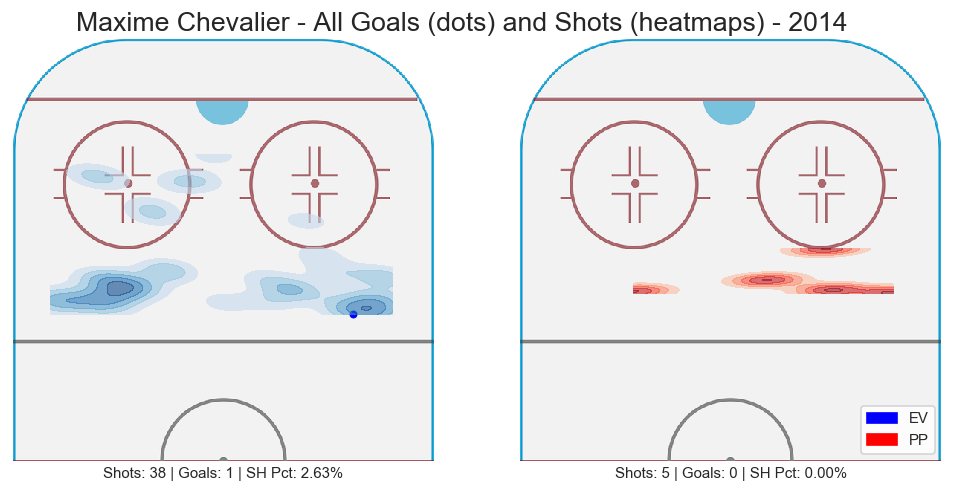 Maxime Chevalier - All Goals (dots) and Shots (heatmaps) - 2014
EV
PP
Shots: 38 | Goals: 1 | SH Pct: 2.63%
Shots: 5 | Goals: 0 | SH Pct: 0.00%